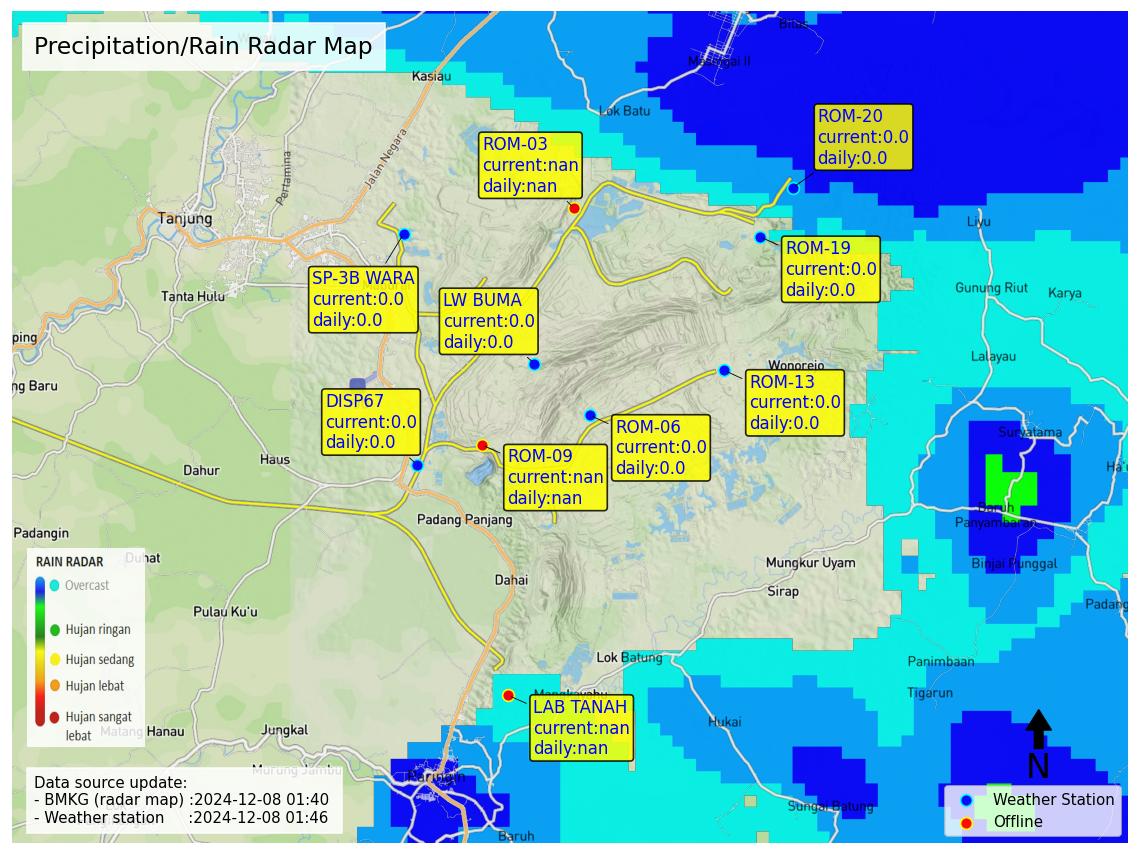 Precipitation/Rain Radar Map
Bilas
Masingai II
Kasiau
Lok Batu
Jalan Negara
Pertamina
Tanjung
Tanta Hulu
ROM-20
current:0.0
daily:0.0
ROM-03
current:nan
daily:nan
Liyu
ROM-19
current:0.0
daily:0.0
SP-3B WARA
current:0.0
daily:0.0
LW BUMA
current:0.0
daily:0.0
Gunung Riut
Karya
Lalayau
ping
ng Baru
Wonorejo
ROM-13
current:0.0
daily:0.0
DISP67
current:0.0
daily:0.0
ROM-06
current:0.0
daily:0.0
ROM-09
current:nan
daily:nan
Suryatama
Dahur
Haus
Baruh
Panyambaran
Padang Panjang
Padangin
Binjai Punggal
Mungkur Uyam
Sirap
Dahai
Padang
Pulau Ku'u
Lok Batung
Panimbaan
Tigarun
Hukai
LAB TANAH
current:nan
daily:nan
RAIN RADAR
Overcast
Hujan ringan
Hujan sedang
Hujan lebat
Hujan sangat
lebat
Jungkal
Murung Jambu
Paringin
Sungai Batung
Baruh
Data source update:
- BMKG (radar map) :2024-12-08 01:40
- Weather station :2024-12-08 01:46
N
Weather Station
Offline